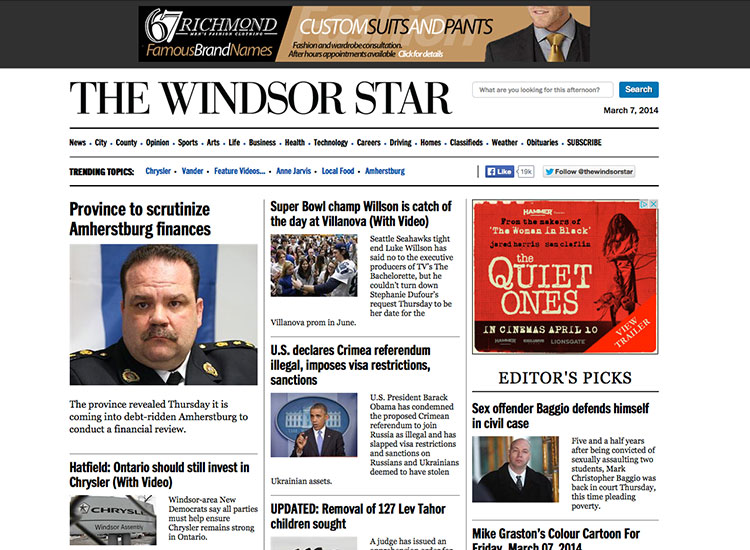 67 RICHMOND
MEN'S FASHION CLOTHING
FamousBrandNames
CUSTOMSUITSANDPANTS
Fashion and wardrobe consultation.
After hours appointments available Click for details
THE WINDSOR STAR
What are you looking for this afternoon?
Search
March 7, 2014
News • City • County • Opinion • Sports • Arts • Life • Business • Health • Technology • Careers • Driving • Homes • Classifieds • Weather • Obituaries • SUBSCRIBE
TRENDING TOPICS: Chrysler • Vander • Feature Videos... • Anne Jarvis • Local Food • Amherstburg
Like 19k
Follow @thewindsorstar
Province to scrutinize
Amherstburg finances
The province revealed Thursday it is
coming into debt-ridden Amherstburg to
conduct a financial review.
Hatfield: Ontario should still invest in
Chrysler (With Video)
CHRYSLER
Windsor Assembly
Windsor-area New
Democrats say all parties
must help ensure
Chrysler remains strong
in Ontario.
Super Bowl champ Willson is catch of
the day at Villanova (With Video)
Seattle Seahawks tight
end Luke Willson has
said no to the executive
producers of TV's The
Bachelorette, but he
couldn't turn down
Stephanie Dufour's
request Thursday to be
her date for the
Villanova prom in June.
U.S. declares Crimea referendum
illegal, imposes visa restrictions,
sanctions
U.S. President Barack
Obama has condemned
the proposed Crimean
referendum to join
Russia as illegal and has
slapped visa restrictions
and sanctions on
Russians and Ukrainians
deemed to have stolen
Ukrainian assets.
UPDATED: Removal of 127 Lev Tahor
children sought
A judge has issued an
apprehension order for
HAMMER
From the makers of
'The Woman In Black'
jared harris sam claflin
the
QUIET
ONES
IN CINEMAS APRIL 10
HAMMER EXCLUSIVE LIONSGATE
VIEW
TRAILER
EDITOR'S PICKS
Sex offender Baggio defends himself
in civil case
Five and a half years
after being convicted of
sexually assaulting two
students, Mark
Christopher Baggio was
back in court Thursday,
this time pleading
poverty.
Mike Graston's Colour Cartoon For
Friday, March 07, 2014